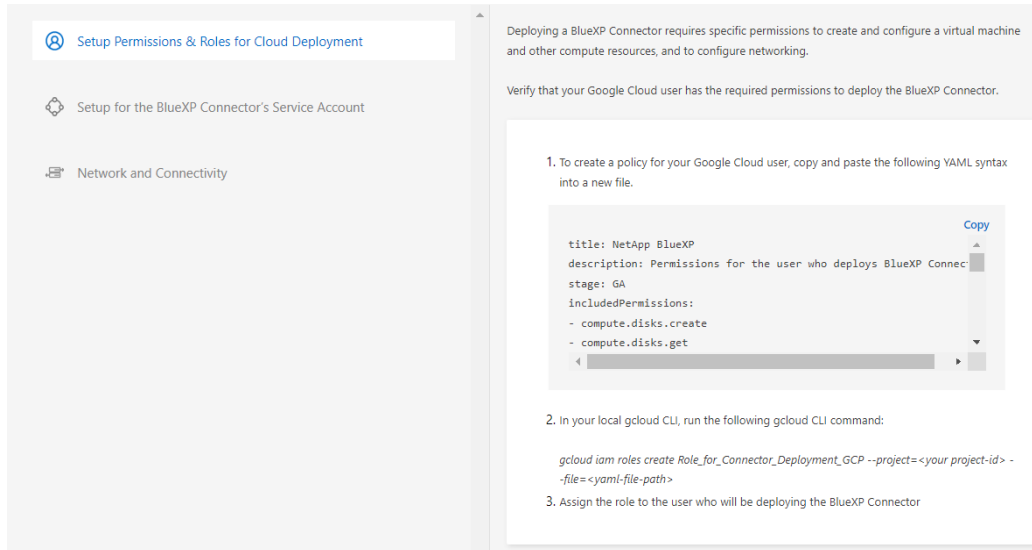 Setup Permissions & Roles for Cloud Deployment
Setup for the BlueXP Connector's Service Account
Network and Connectivity
Deploying a BlueXP Connector requires specific permissions to create and configure a virtual machine
and other compute resources, and to configure networking.
Verify that your Google Cloud user has the required permissions to deploy the BlueXP Connector.
1. To create a policy for your Google Cloud user, copy and paste the following YAML syntax
into a new file.
Copy
title: NetApp BlueXP
description: Permissions for the user who deploys BlueXP Connec
stage: GA
includedPermissions:
- compute.disks.create
- compute.disks.get
2. In your local gcloud CLI, run the following gcloud CLI command:
gcloud iam roles create Role_for_Connector_Deployment_GCP --project=<your project-id> -
-file=<yaml-file-path>
3. Assign the role to the user who will be deploying the BlueXP Connector